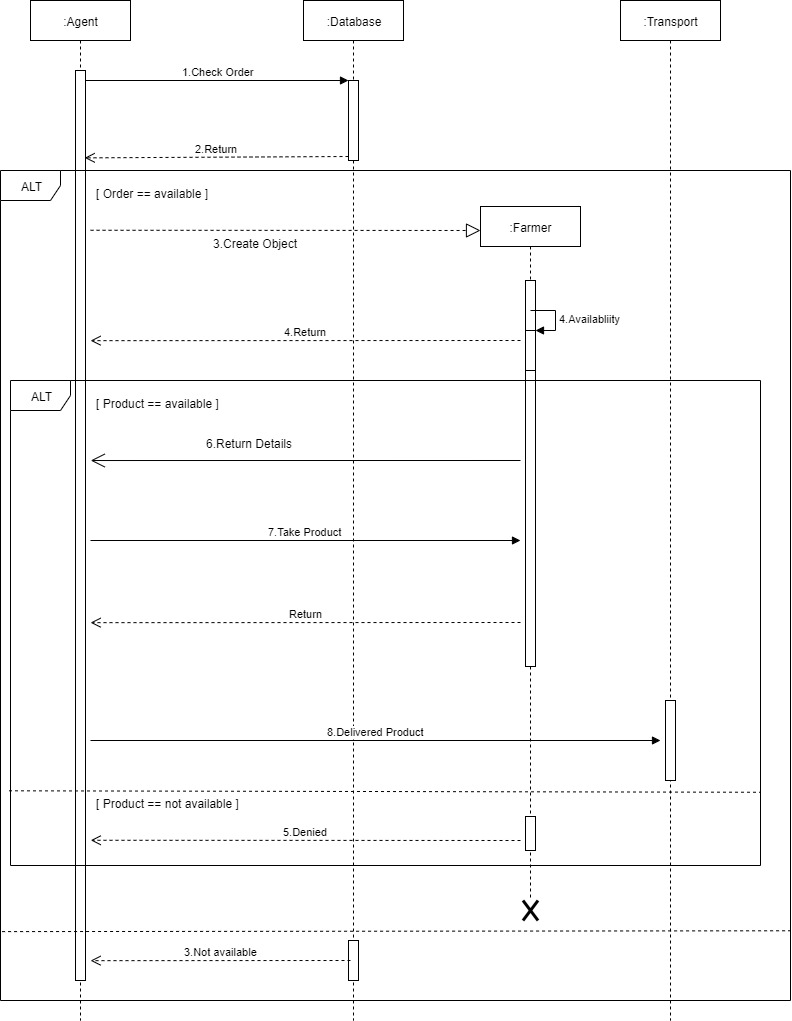 :Agent
:Database
:Transport
1.Check Order
2.Return
ALT
[ Order == available ]
:Farmer
3.Create Object
4.Availabliity
4.Return
ALT
[ Product == available ]
6.Return Details
7.Take Product
Return
8.Delivered Product
[ Product == not available ]
5.Denied
3.Not available